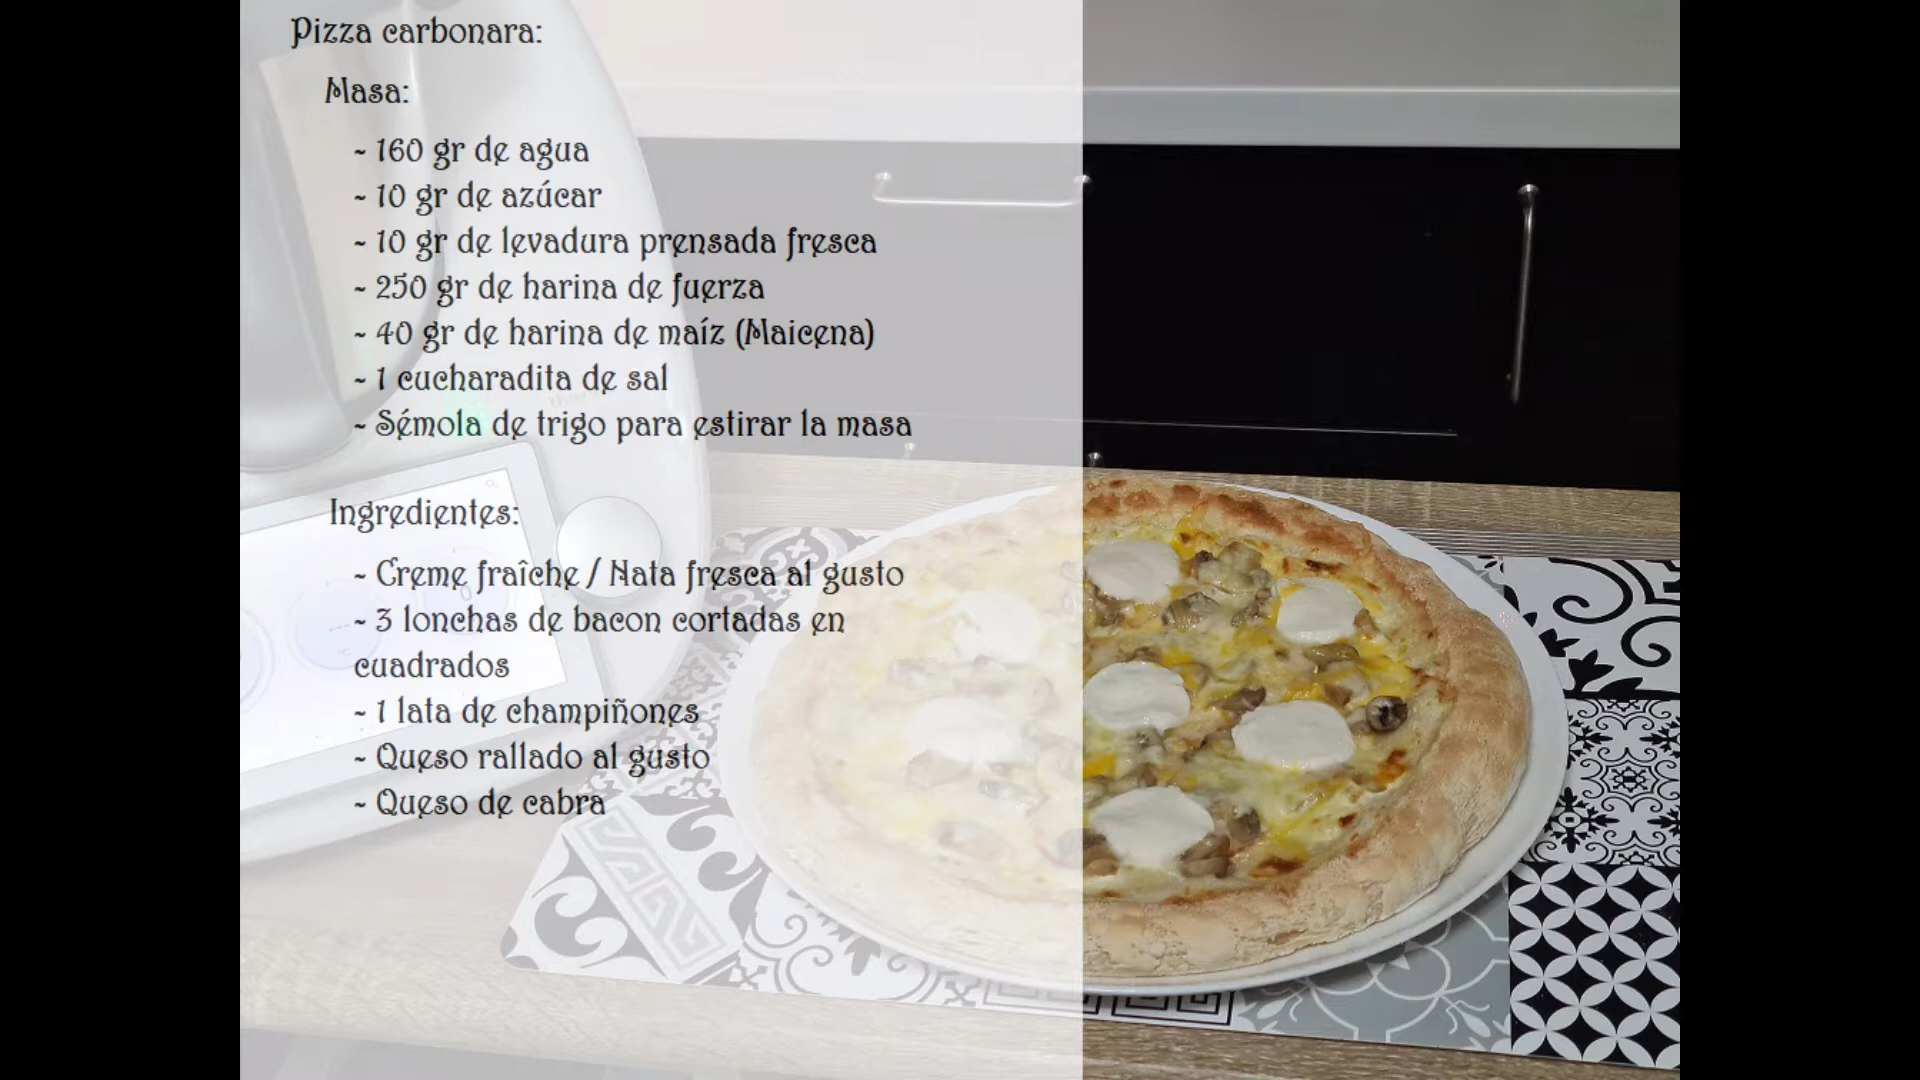 Pizza carbonara:
Masa:
~ 160 gr de agua
~ 10 gr de azúcar
~ 10 gr de levadura prensada fresca
~ 250 gr de harina de fuerza
~ 40 gr de harina de maíz (Maicena)
~ 1 cucharadita de sal
~ Sémola de trigo para estirar la masa
Ingredientes:
~ Creme fraîche / Nata fresca al gusto
~ 3 lonchas de bacon cortadas en
cuadrados
~ 1 lata de champiñones
~ Queso rallado al gusto
~ Queso de cabra